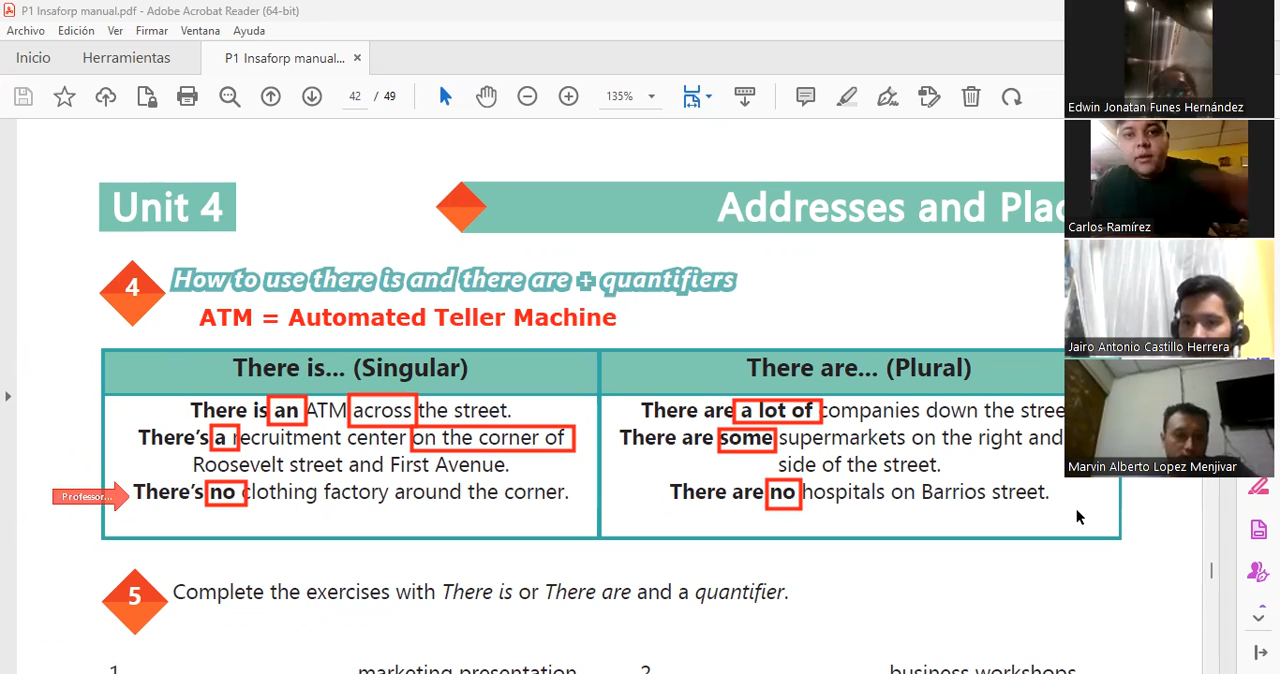 P1 Insaforp manual.pdf - Adobe Acrobat Reader (64-bit)
Archivo Edición Ver Firmar Ventana Ayuda
Inicio Herramientas P1 Insaforp manual... ×
42 / 49 135%
Edwin Jonatan Funes Hernández
Carlos Ramírez
Jairo Antonio Castillo Herrera
Marvin Alberto Lopez Menjivar
Unit 4 Addresses and Plac
4 How to use there is and there are + quantifiers
ATM = Automated Teller Machine
There is... (Singular)
There is an ATM across the street.
There's a recruitment center on the corner of
Roosevelt street and First Avenue.
Professor... There's no clothing factory around the corner.
There are... (Plural)
There are a lot of companies down the stree
There are some supermarkets on the right and
side of the street.
There are no hospitals on Barrios street.
5 Complete the exercises with There is or There are and a quantifier.
1 marketing presentation 2 business workshops